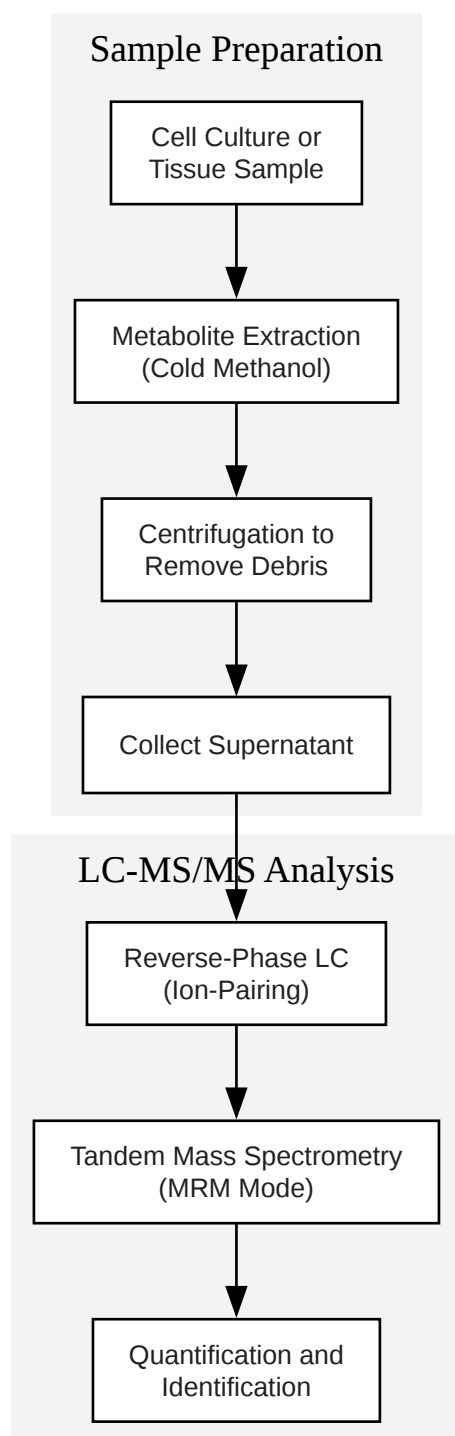 Sample Preparation
Cell Culture or
Tissue Sample
Metabolite Extraction
(Cold Methanol)
Centrifugation to
Remove Debris
Collect Supernatant
LC-MS/MS Analysis
Reverse-Phase LC
(Ion-Pairing)
Tandem Mass Spectrometry
(MRM Mode)
Quantification and
Identification